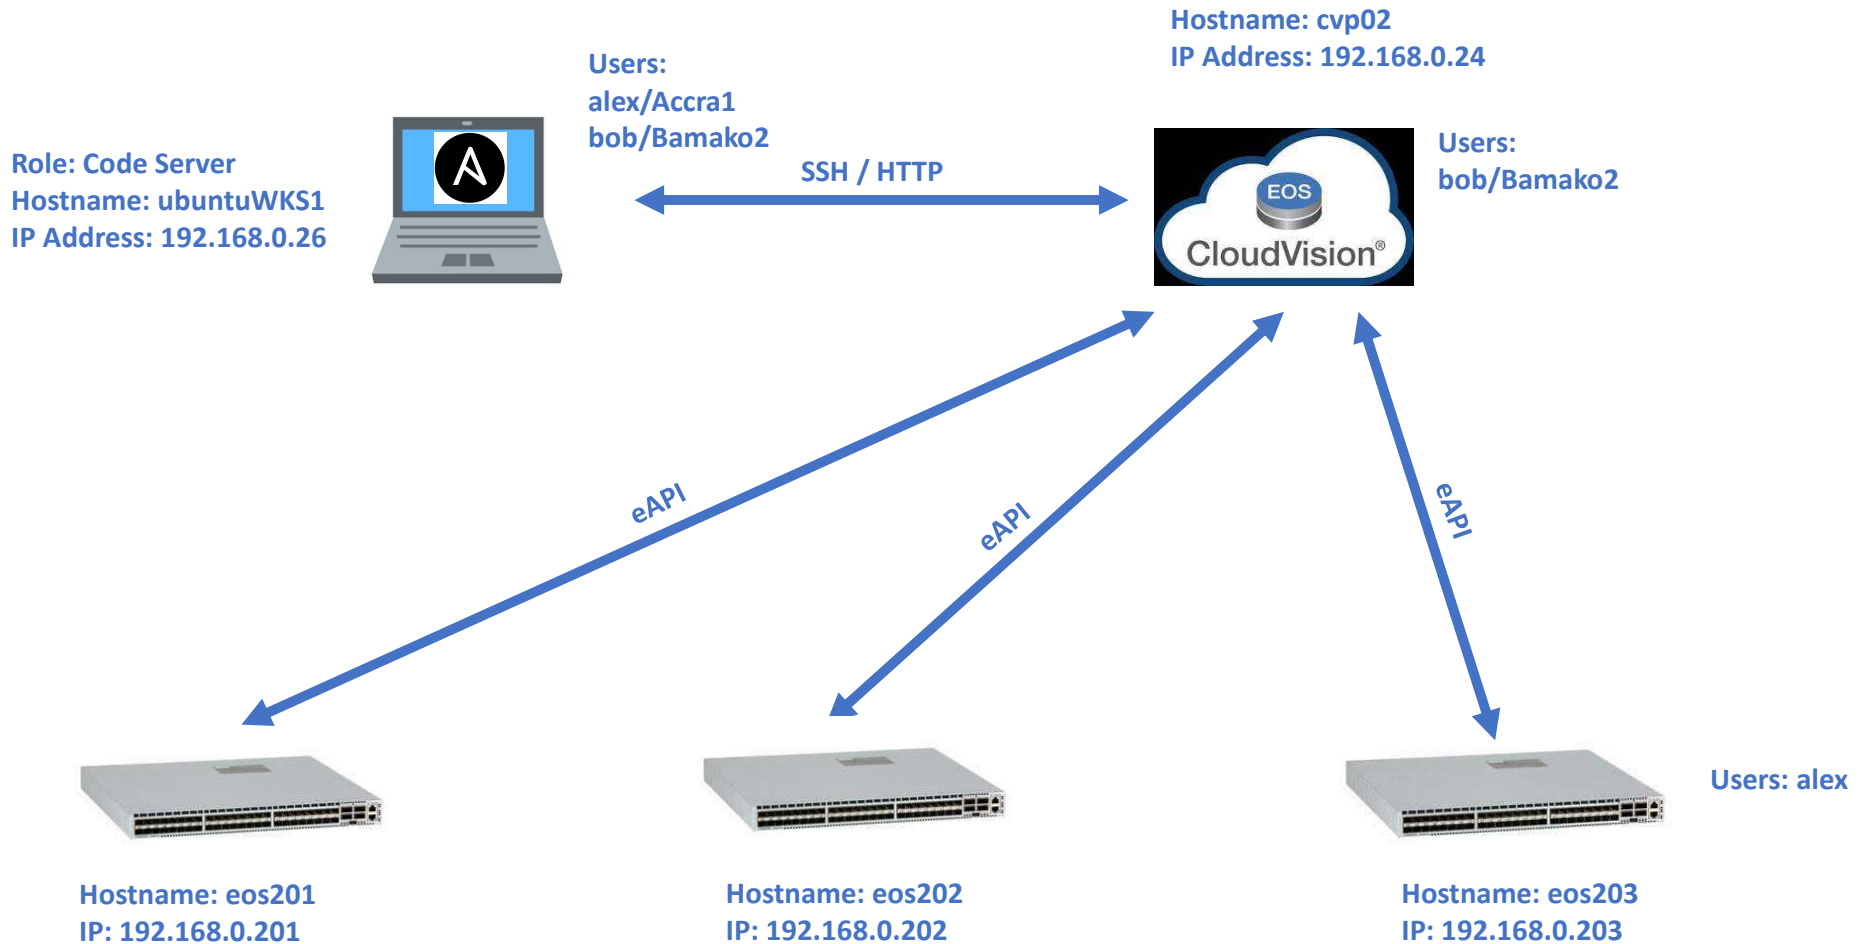 Hostname: cvp02
IP Address: 192.168.0.24
Users:
alex/Accra1
bob/Bamako2
Role: Code Server
Hostname: ubuntuWKS1
IP Address: 192.168.0.26
SSH / HTTP
EOS
CloudVision®
Users:
bob/Bamako2
eAPI
eAPI
eAPI
Users: alex
Hostname: eos201
IP: 192.168.0.201
Hostname: eos202
IP: 192.168.0.202
Hostname: eos203
IP: 192.168.0.203